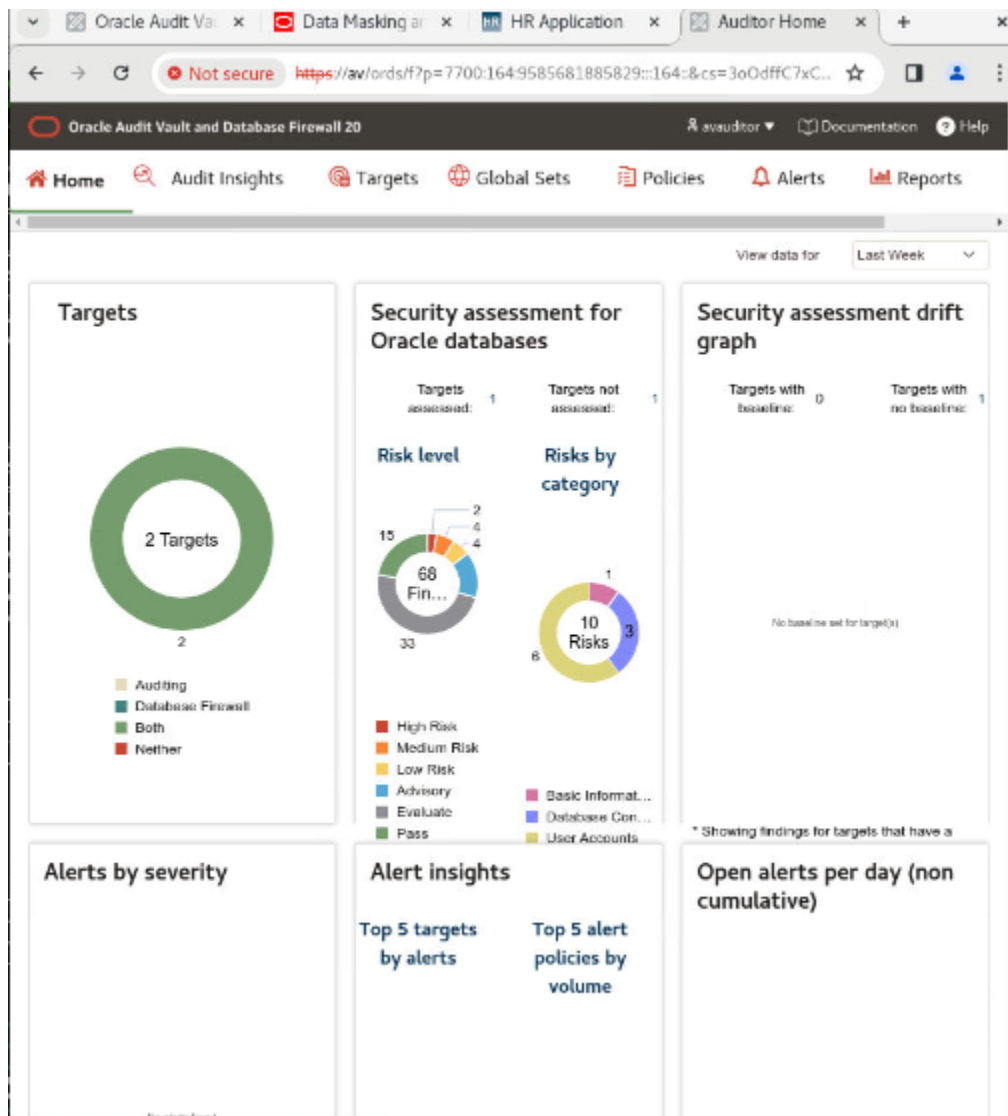 Oracle Audit Va
Data Masking ar
HR Application
Auditor Home
Not secure
https://av/ords/f?p=7700:164:9585681885829:::164::&cs=3oOdffC7xC...
Oracle Audit Vault and Database Firewall 20
avauditor
Documentation
? Help
Home
Audit Insights
Targets
Global Sets
Policies
Alerts
Reports
View data for
Last Week
Targets
2 Targets
2
Auditing
Database Firewall
Both
Neither
Security assessment for
Oracle databases
Targets
assessed:
1
Targets not
assessed:
1
Risk level
2
4
4
15
68
Fin...
33
High Risk
Medium Risk
Low Risk
Advisory
Evaluate
Pass
Risks by
category
1
10
Risks
3
6
Basic Informat...
Database Con...
User Accounts
Security assessment drift
graph
Targets with
baseline:
0
Targets with
no baseline:
1
No baseline set for target(s)
* Showing findings for targets that have a
Alerts by severity
Alert insights
Top 5 targets
by alerts
Top 5 alert
policies by
volume
Open alerts per day (non
cumulative)